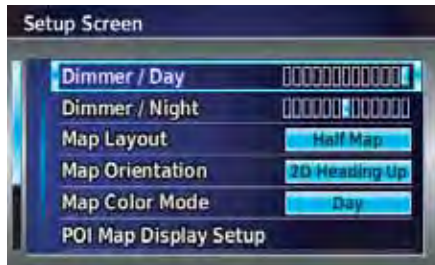 Setup Screen
Dimmer / Day
Dimmer / Night
Map Layout Half Map
Map Orientation 2D Heading Up
Map Color Mode Day
POI Map Display Setup